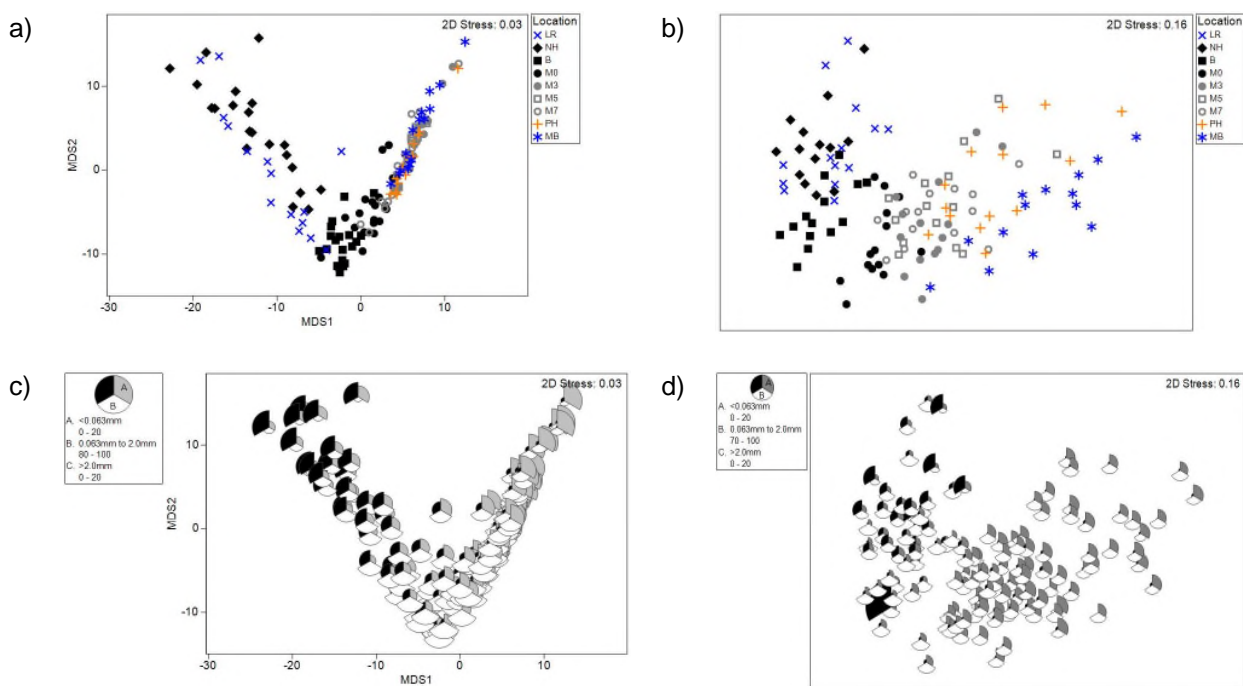 a)
2D Stress: 0.03
Location
LR
NH
B
M0
M3
M5
M7
PH
MB
10
0
-10
MDS2
-30
-20
-10
0
10
MDS1
b)
2D Stress: 0.16
Location
LR
NH
B
M0
M3
M5
M7
PH
MB
c)
A
B
A. <0.063mm
0 - 20
B. 0.063mm to 2.0mm
80 - 100
C. >2.0mm
0 - 20
2D Stress: 0.03
10
0
-10
MDS2
-30
-20
-10
0
10
MDS1
d)
A
B
A. <0.063mm
0 - 20
B. 0.063mm to 2.0mm
70 - 100
C. >2.0mm
0 - 20
2D Stress: 0.16